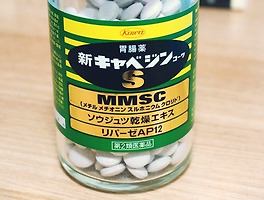 Kowa
胃腸薬
新キャベジンコーワ
S
MMSC
(メチルメチオニンスルホニウムクロリド)
ソウジュツ乾燥エキス
リパーゼAP12
第2類医薬品